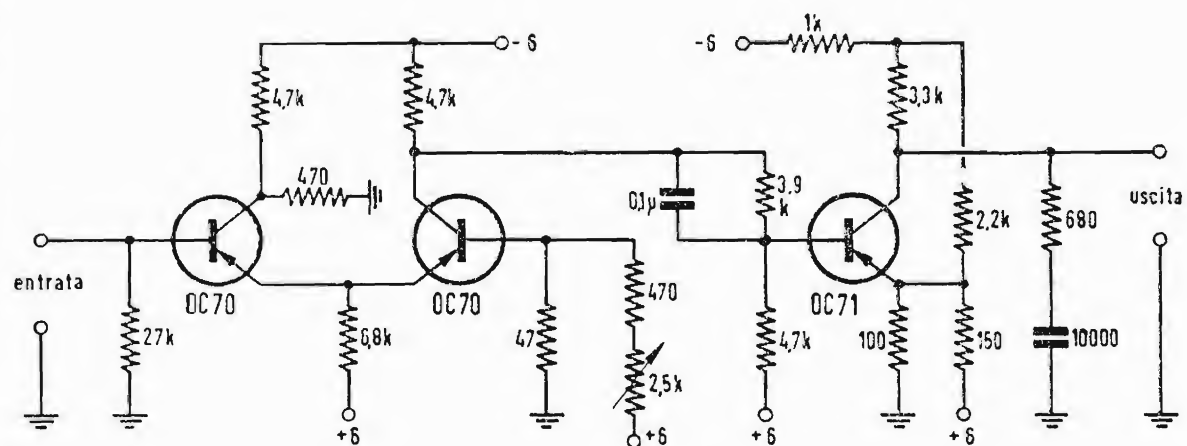 1k
- 6
- 6
4,7k
4,7k
3,3k
470
0,1µ
3,9
k
2,2k
680
uscita
entrata
OC70
OC70
OC71
27k
6,8k
47
470
2,5k
4,7k
100
150
10000
+6
+6
+6
+6